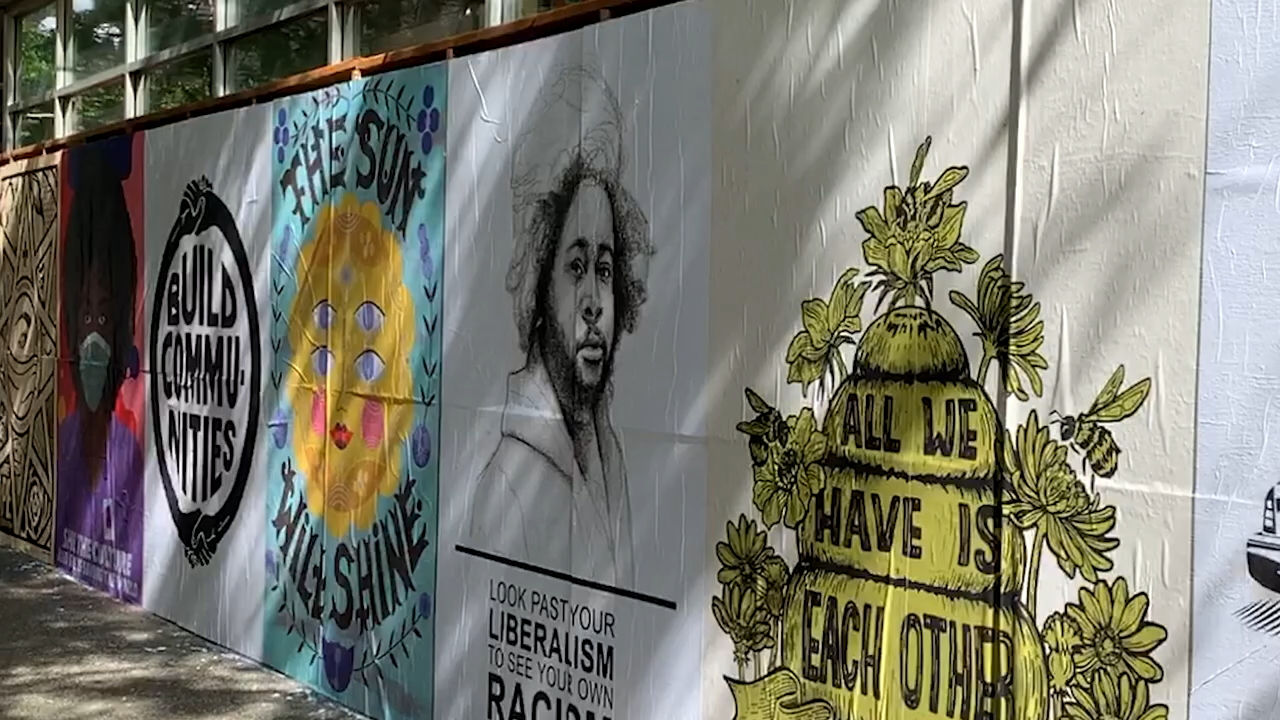 BUILD
COMMU-
NITIES
THE SUN
WILL SHINE
LOOK PAST YOUR
LIBERALISM
TO SEE YOUR OWN
RACISM
ALL WE
HAVE IS
EACH OTHER